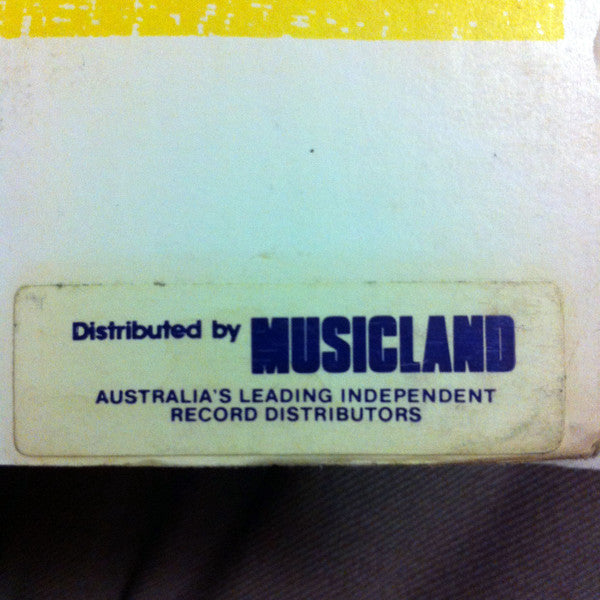 Distributed by MUSICLAND
AUSTRALIA'S LEADING INDEPENDENT
RECORD DISTRIBUTORS